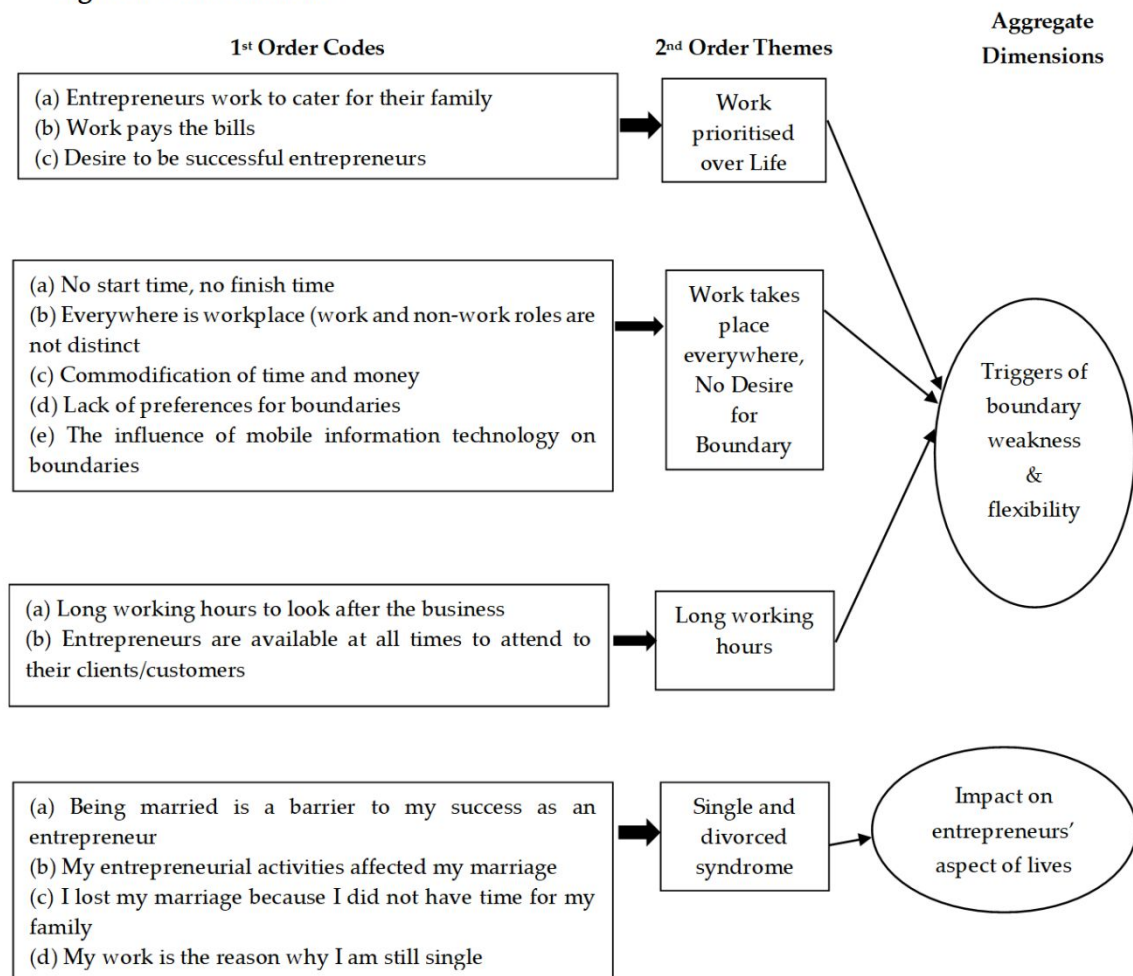 1st Order Codes
2nd Order Themes
Aggregate
Dimensions
(a) Entrepreneurs work to cater for their family
(b) Work pays the bills
(c) Desire to be successful entrepreneurs
Work
prioritised
over Life
(a) No start time, no finish time
(b) Everywhere is workplace (work and non-work roles are
not distinct
(c) Commodification of time and money
(d) Lack of preferences for boundaries
(e) The influence of mobile information technology on
boundaries
Work takes
place
everywhere,
No Desire
for
Boundary
Triggers of
boundary
weakness
&
flexibility
(a) Long working hours to look after the business
(b) Entrepreneurs are available at all times to attend to
their clients/customers
Long working
hours
(a) Being married is a barrier to my success as an
entrepreneur
(b) My entrepreneurial activities affected my marriage
(c) I lost my marriage because I did not have time for my
family
(d) My work is the reason why I am still single
Single and
divorced
syndrome
Impact on
entrepreneurs’
aspect of lives